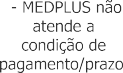 - MEDPLUS não
atende a
condição de
pagamento/prazo